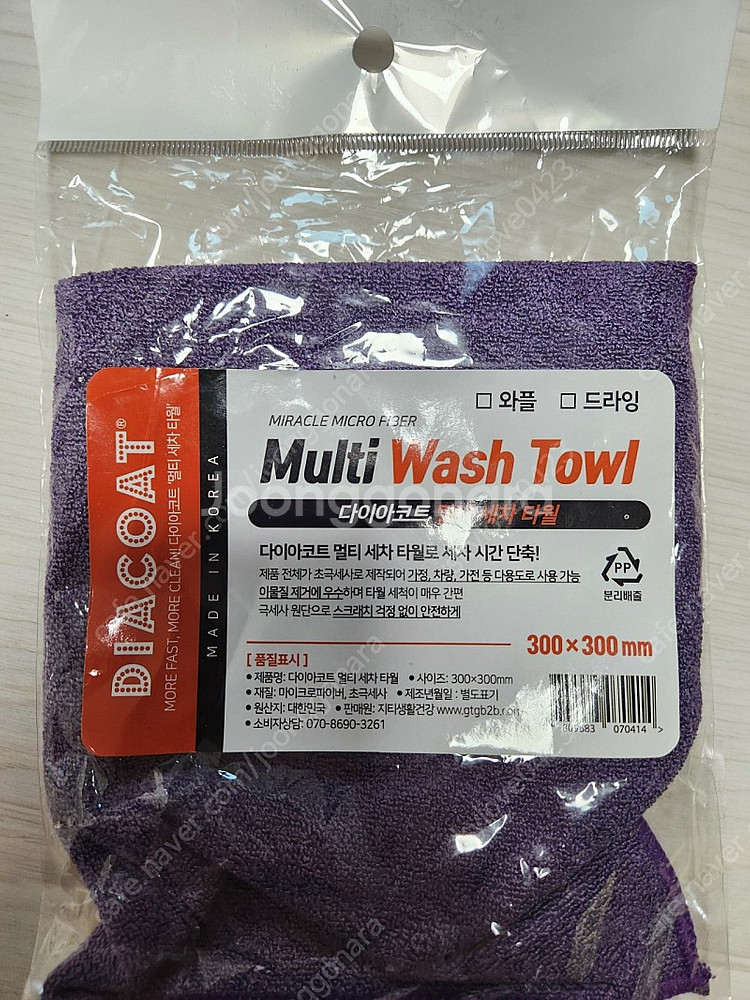 □ 와플 □ 드라잉
MIRACLE MICRO FIBER
Multi Wash Towl
다이아코트 멀티 세차 타월
다이아코트 멀티 세차 타월로 세차 시간 단축!
제품 전체가 초극세사로 제작되어 가정, 차량, 가전 등 다용도로 사용 가능
이물질 제거에 우수하며 타월 세척이 매우 간편
극세사 원단으로 스크래치 걱정 없이 안전하게
PP
분리배출
300×300mm
[ 품질표시 ]
• 제품명: 다이아코트 멀티 세차 타월 • 사이즈: 300×300mm
• 재질: 마이크로파이버, 초극세사 • 제조년월일 : 별도표기
• 원산지: 대한민국 • 판매원: 지티생활건강 www.gtgb2b.com
• 소비자상담: 070-8690-3261
809683 070414 >
DIACOAT®
MORE FAST, MORE CLEAN! 다이아코트 '멀티 세차 타월'
MADE IN KOREA
joonggonara
cafe.naver.com/joonggonara